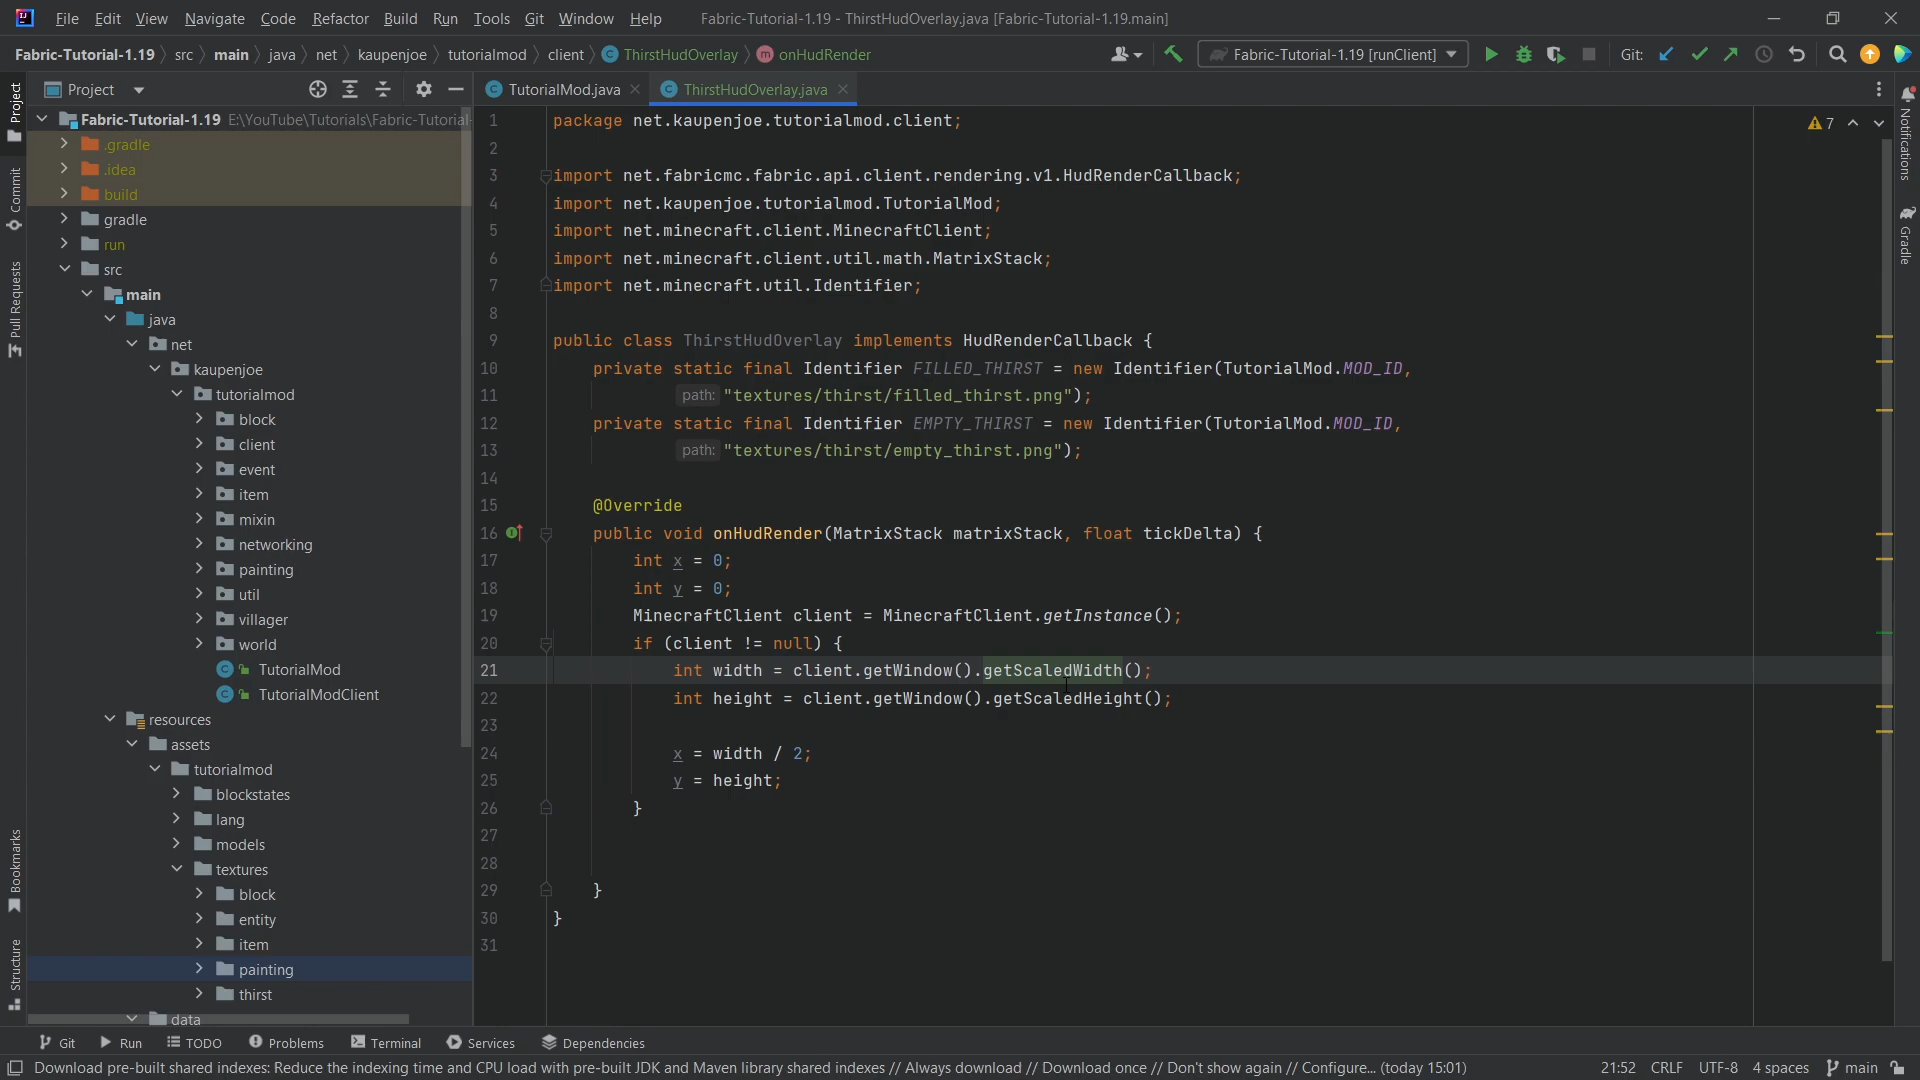 File Edit View Navigate Code Refactor Build Run Tools Git Window Help Fabric-Tutorial-1.19 - ThirstHudOverlay.java [Fabric-Tutorial-1.19.main]
Fabric-Tutorial-1.19 src main java net kaupenjoe tutorialmod client ThirstHudOverlay onHudRender Fabric-Tutorial-1.19 [runClient] Git:
Project
TutorialMod.java ThirstHudOverlay.java
Project
Commit
Pull Requests
Bookmarks
Structure
Fabric-Tutorial-1.19 E:\YouTube\Tutorials\Fabric-Tutorial-
.gradle
.idea
build
gradle
run
src
main
java
net
kaupenjoe
tutorialmod
block
client
event
item
mixin
networking
painting
util
villager
world
TutorialMod
TutorialModClient
resources
assets
tutorialmod
blockstates
lang
models
textures
block
entity
item
painting
thirst
data
1 package net.kaupenjoe.tutorialmod.client;
2
3 import net.fabricmc.fabric.api.client.rendering.v1.HudRenderCallback;
4 import net.kaupenjoe.tutorialmod.TutorialMod;
5 import net.minecraft.client.MinecraftClient;
6 import net.minecraft.client.util.math.MatrixStack;
7 import net.minecraft.util.Identifier;
8
9 public class ThirstHudOverlay implements HudRenderCallback {
10 private static final Identifier FILLED_THIRST = new Identifier(TutorialMod.MOD_ID,
11 path: "textures/thirst/filled_thirst.png");
12 private static final Identifier EMPTY_THIRST = new Identifier(TutorialMod.MOD_ID,
13 path: "textures/thirst/empty_thirst.png");
14
15 @Override
16 public void onHudRender(MatrixStack matrixStack, float tickDelta) {
17 int x = 0;
18 int y = 0;
19 MinecraftClient client = MinecraftClient.getInstance();
20 if (client != null) {
21 int width = client.getWindow().getScaledWidth();
22 int height = client.getWindow().getScaledHeight();
23
24 x = width / 2;
25 y = height;
26 }
27
28
29 }
30 }
31
7
Notifications
Gradle
Git Run TODO Problems Terminal Services Dependencies
Download pre-built shared indexes: Reduce the indexing time and CPU load with pre-built JDK and Maven library shared indexes // Always download // Download once // Don't show again // Configure... (today 15:01) 21:52 CRLF UTF-8 4 spaces main